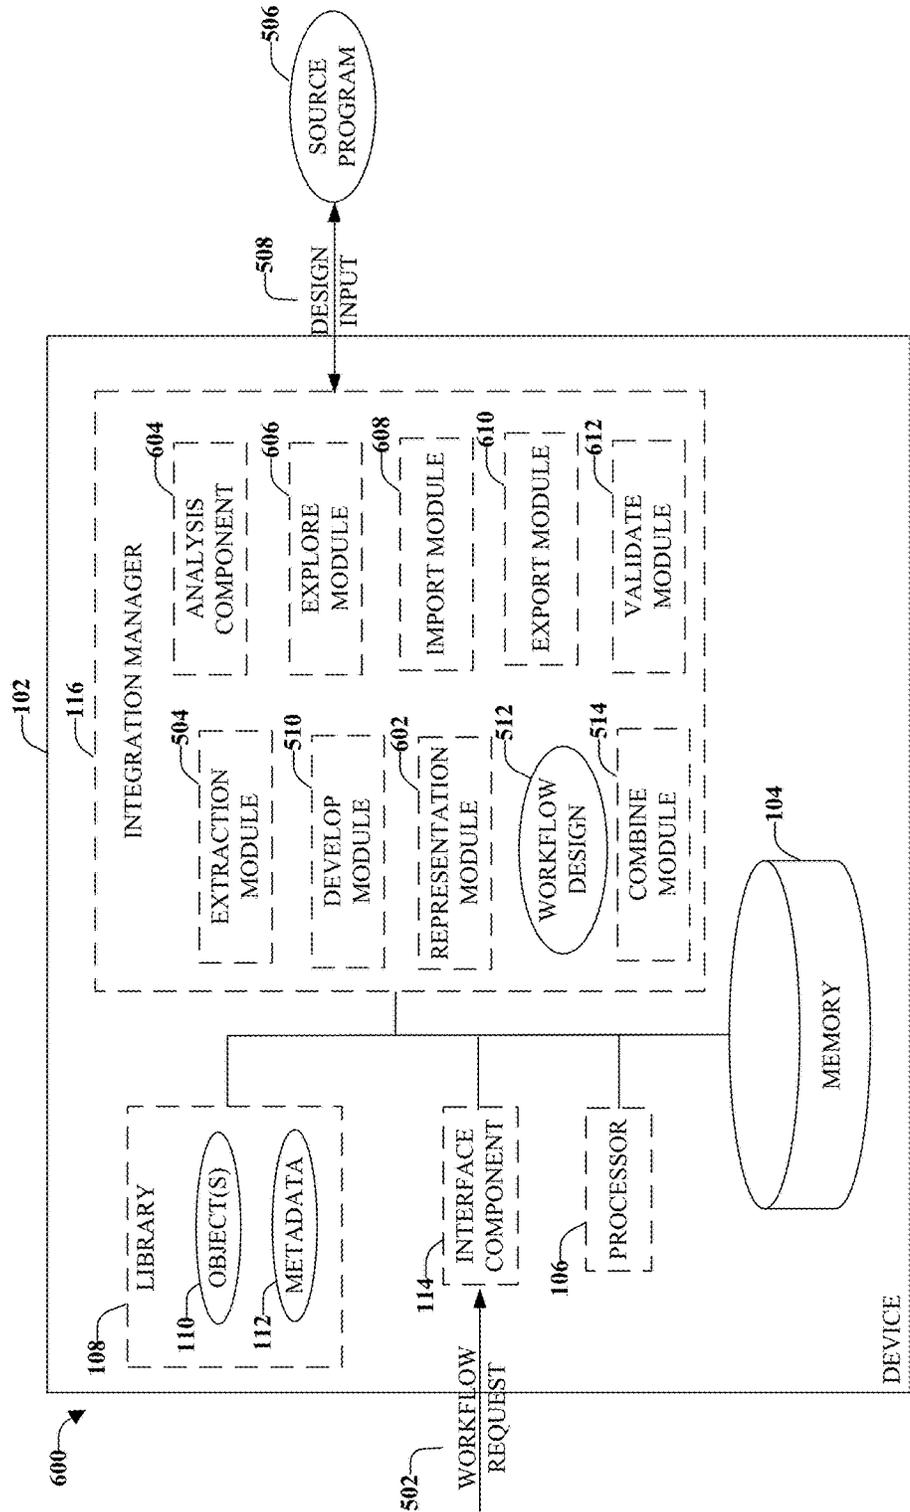 600
102
116
INTEGRATION MANAGER
108
LIBRARY
110
OBJECT(S)
112
METADATA
504
EXTRACTION
MODULE
604
ANALYSIS
COMPONENT
510
DEVELOP
MODULE
606
EXPLORE
MODULE
508
DESIGN
INPUT
506
SOURCE
PROGRAM
602
REPRESENTATION
MODULE
608
IMPORT MODULE
502
WORKFLOW
REQUEST
114
INTERFACE
COMPONENT
512
WORKFLOW
DESIGN
610
EXPORT MODULE
106
PROCESSOR
514
COMBINE
MODULE
612
VALIDATE
MODULE
104
MEMORY
DEVICE